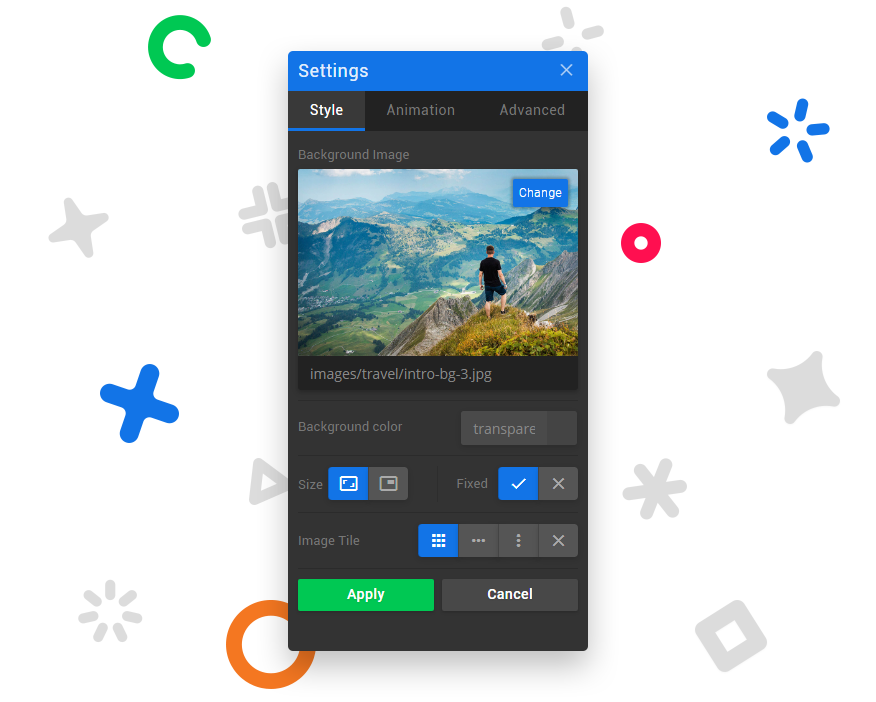 Settings
Style Animation Advanced
Background Image
Change
images/travel/intro-bg-3.jpg
Background color transpare
Size Fixed
Image Tile
Apply Cancel